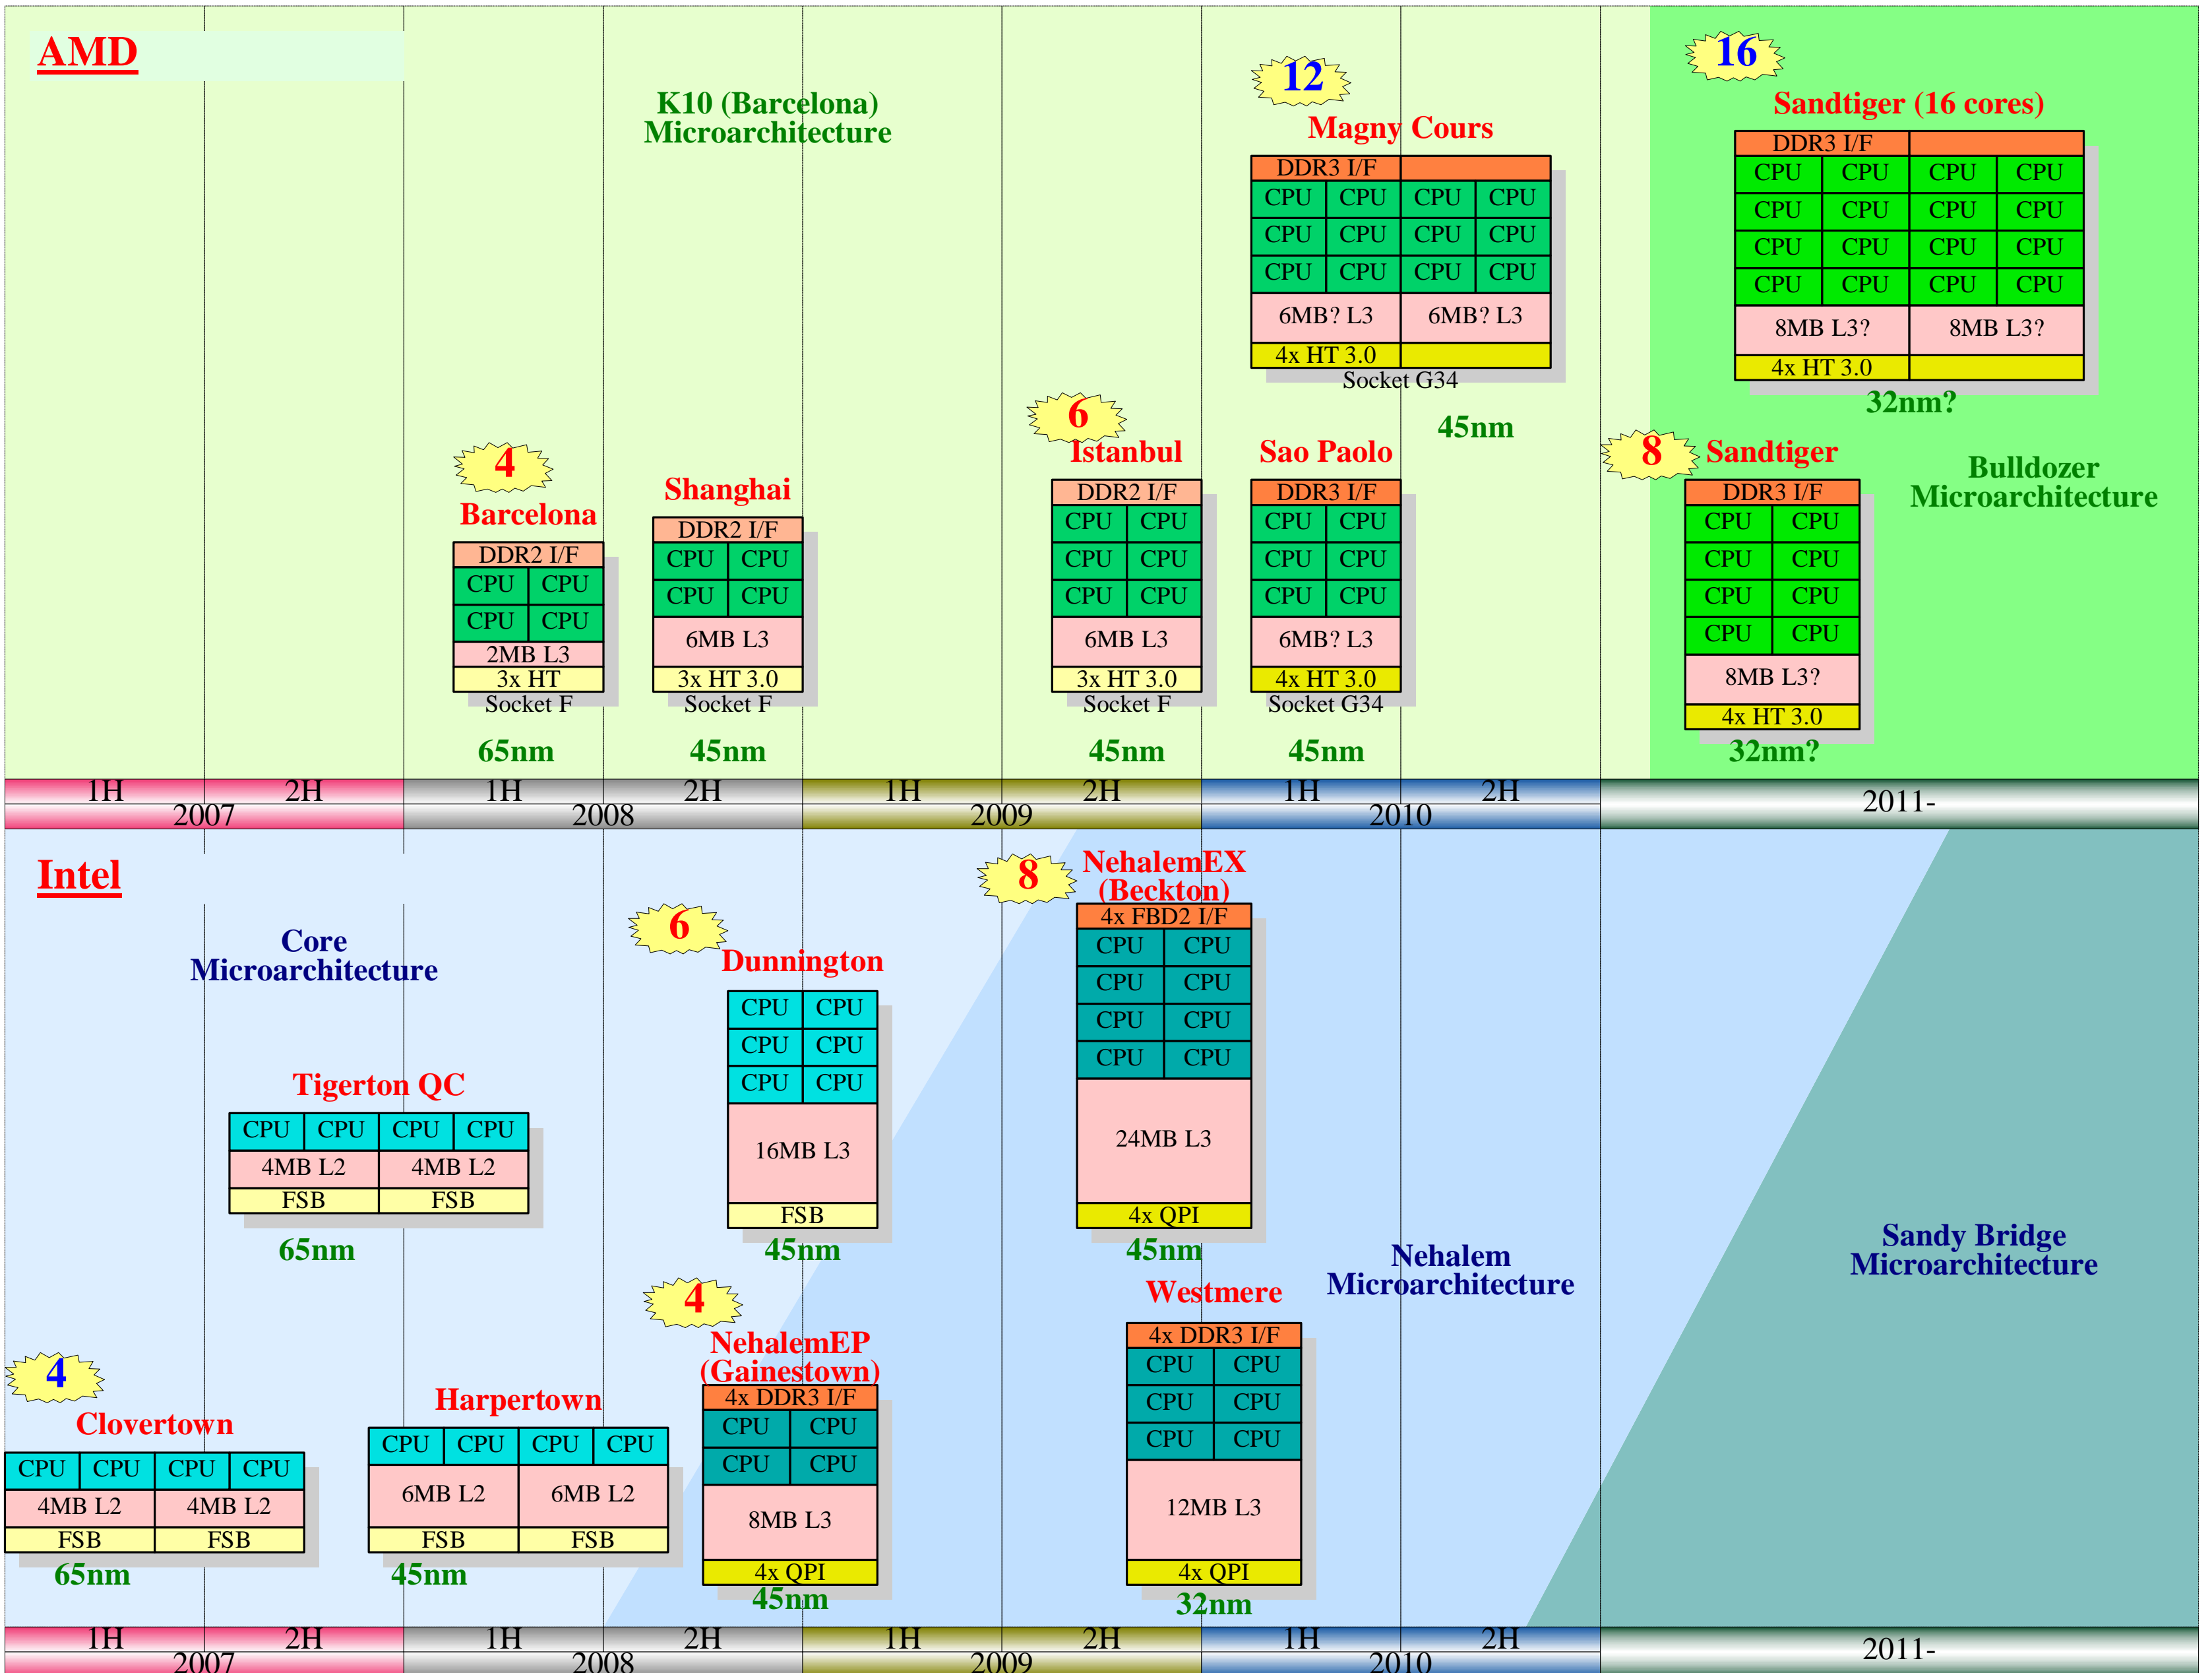 AMD
K10 (Barcelona)
Microarchitecture
12
Magny Cours
DDR3 I/F
CPU CPU CPU CPU
CPU CPU CPU CPU
CPU CPU CPU CPU
6MB? L3 6MB? L3
4x HT 3.0
Socket G34
45nm
16
Sandtiger (16 cores)
DDR3 I/F
CPU CPU CPU CPU
CPU CPU CPU CPU
CPU CPU CPU CPU
CPU CPU CPU CPU
8MB L3? 8MB L3?
4x HT 3.0
32nm?
4
Barcelona
DDR2 I/F
CPU CPU
CPU CPU
2MB L3
3x HT
Socket F
65nm
Shanghai
DDR2 I/F
CPU CPU
CPU CPU
6MB L3
3x HT 3.0
Socket F
45nm
6
Istanbul
DDR2 I/F
CPU CPU
CPU CPU
CPU CPU
6MB L3
3x HT 3.0
Socket F
45nm
Sao Paolo
DDR3 I/F
CPU CPU
CPU CPU
CPU CPU
6MB? L3
4x HT 3.0
Socket G34
45nm
8
Sandtiger
DDR3 I/F
CPU CPU
CPU CPU
CPU CPU
CPU CPU
8MB L3?
4x HT 3.0
32nm?
Bulldozer
Microarchitecture
1H 2H 1H 2H 1H 2H 1H 2H 2011-
2007 2008 2009 2010
Intel
Core
Microarchitecture
6
Dunnington
CPU CPU
CPU CPU
CPU CPU
16MB L3
FSB
45nm
8
NehalemEX
(Beckton)
4x FBD2 I/F
CPU CPU
CPU CPU
CPU CPU
CPU CPU
24MB L3
4x QPI
45nm
Tigerton QC
CPU CPU CPU CPU
4MB L2 4MB L2
FSB FSB
65nm
Nehalem
Microarchitecture
Sandy Bridge
Microarchitecture
4
Clovertown
CPU CPU CPU CPU
4MB L2 4MB L2
FSB FSB
65nm
Harpertown
CPU CPU CPU CPU
6MB L2 6MB L2
FSB FSB
45nm
4
NehalemEP
(Gainestown)
4x DDR3 I/F
CPU CPU
CPU CPU
8MB L3
4x QPI
45nm
Westmere
4x DDR3 I/F
CPU CPU
CPU CPU
CPU CPU
12MB L3
4x QPI
32nm
1H 2H 1H 2H 1H 2H 1H 2H 2011-
2007 2008 2009 2010